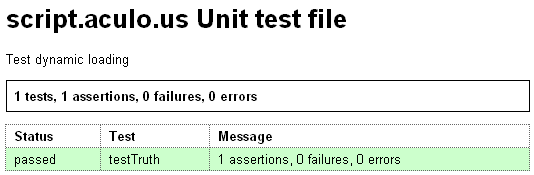 script.aculo.us Unit test file
Test dynamic loading
1 tests, 1 assertions, 0 failures, 0 errors
Status Test Message
passed testTruth 1 assertions, 0 failures, 0 errors